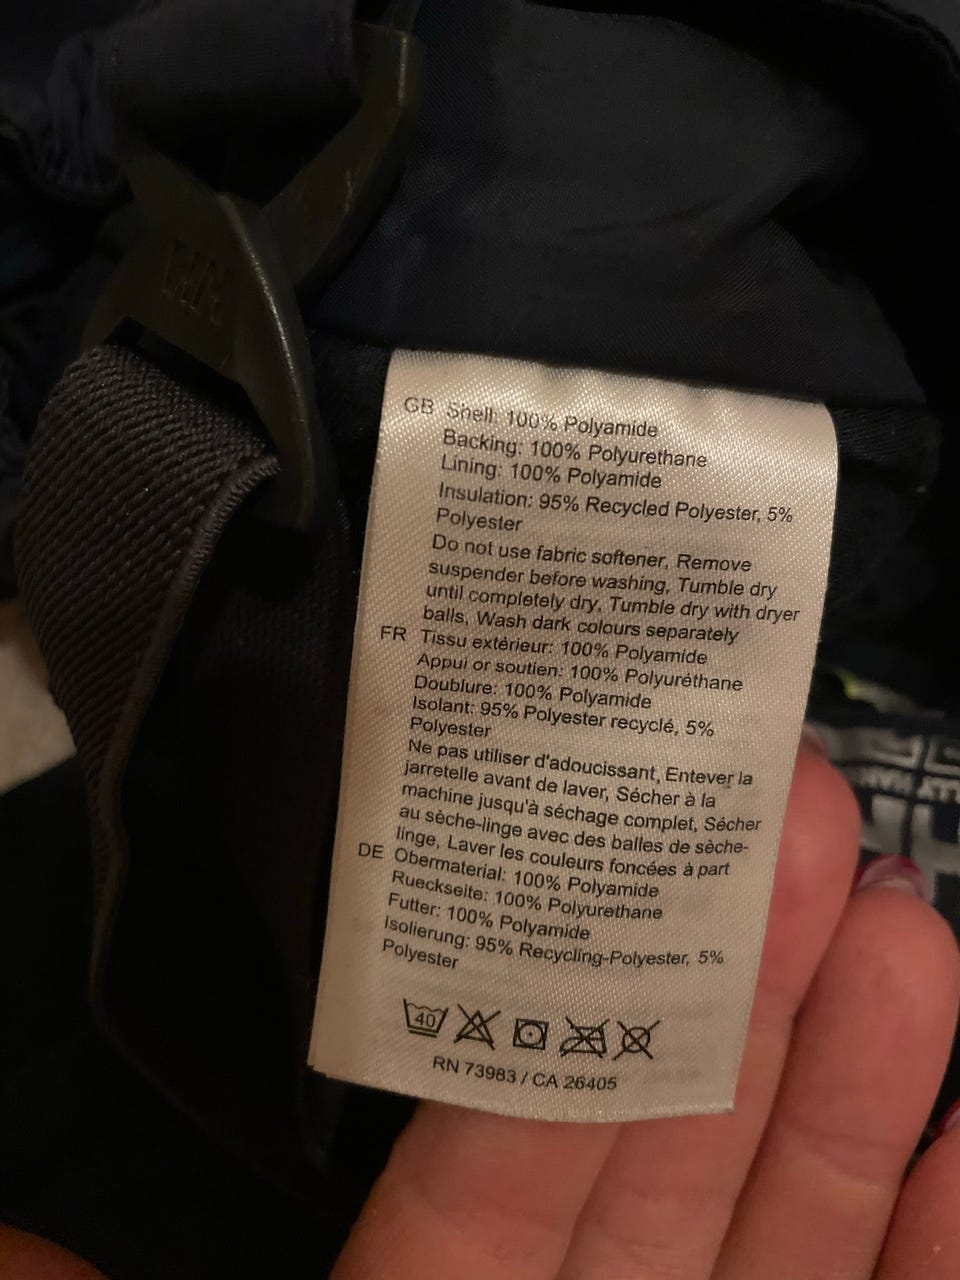 HH
GB Shell: 100% Polyamide
Backing: 100% Polyurethane
Lining: 100% Polyamide
Insulation: 95% Recycled Polyester, 5%
Polyester
Do not use fabric softener, Remove
suspender before washing, Tumble dry
until completely dry, Tumble dry with dryer
balls, Wash dark colours separately
FR Tissu extérieur: 100% Polyamide
Appui or soutien: 100% Polyuréthane
Doublure: 100% Polyamide
Isolant: 95% Polyester recyclé, 5%
Polyester
Ne pas utiliser d'adoucissant, Entever la
jarretelle avant de laver, Sécher à la
machine jusqu'à séchage complet, Sécher
au sèche-linge avec des balles de sèche-
linge, Laver les couleurs foncées à part
DE Obermaterial: 100% Polyamide
Rueckseite: 100% Polyurethane
Futter: 100% Polyamide
Isolierung: 95% Recycling-Polyester, 5%
Polyester
40
RN 73983 / CA 26405